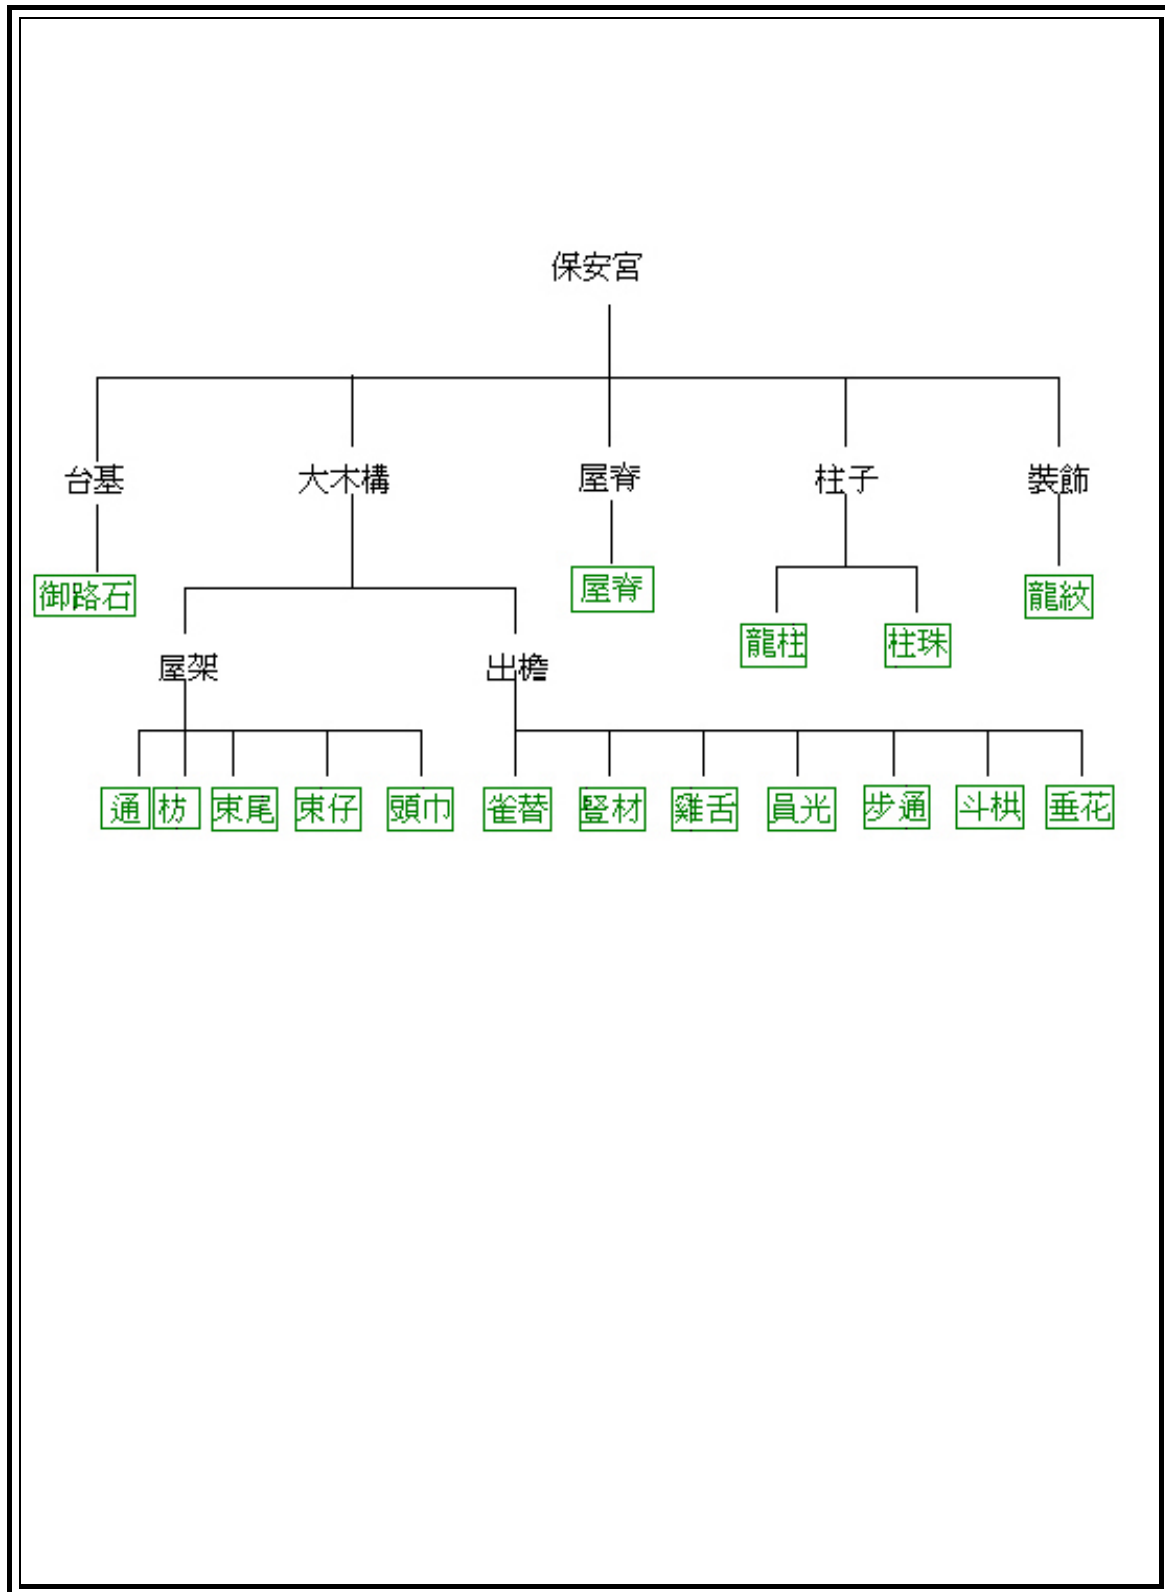 保安宮
台基 大木構 屋脊 柱子 裝飾
御路石 屋脊 龍紋
龍柱 柱珠
屋架 出檐
通 枋 束尾 束仔 頭巾 雀替 豎材 雞舌 員光 步通 斗栱 垂花